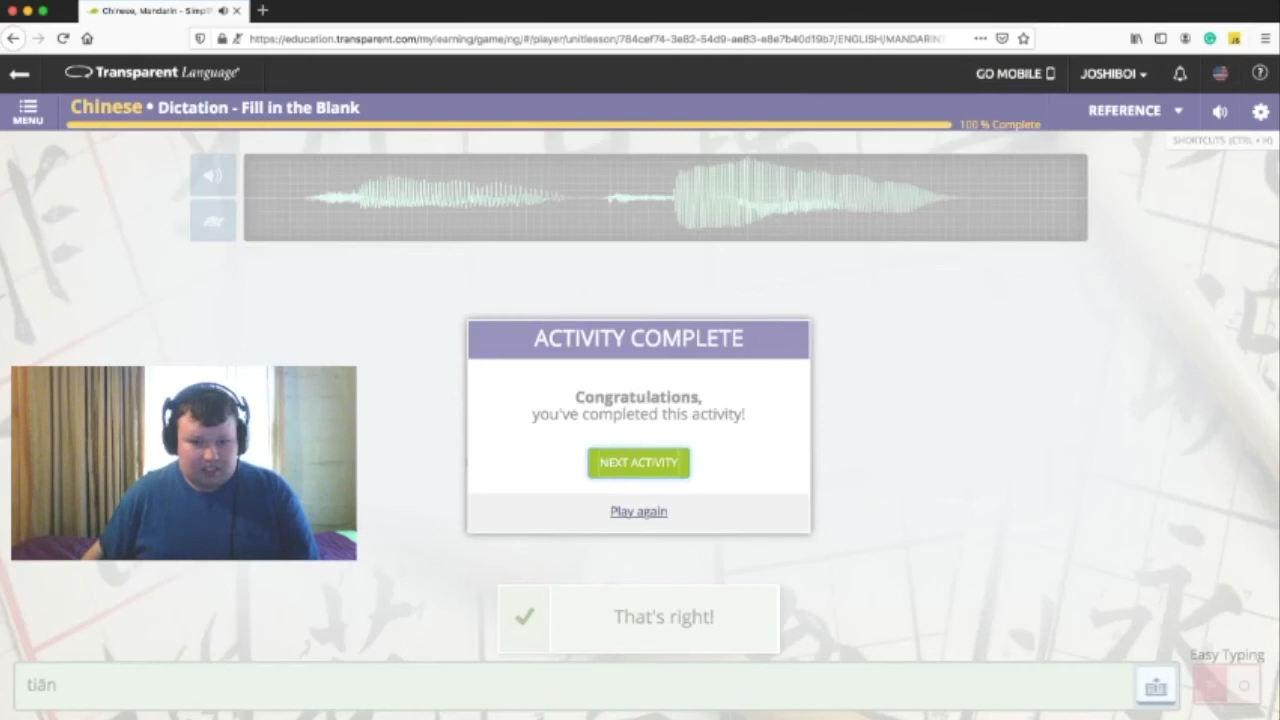 Chinese, Mandarin - Simpl
https://education.transparent.com/mylearning/game/ng/#/player/unitlesson/784cef74-3e82-54d9-ae83-e8e7b40d19b7/ENGLISH/MANDARIN
Transparent Language
GO MOBILE
JOSHIBOI
MENU
Chinese • Dictation - Fill in the Blank
100 % Complete
REFERENCE
SHORTCUTS (CTRL + H)
ACTIVITY COMPLETE
Congratulations,
you've completed this activity!
NEXT ACTIVITY
Play again
That's right!
Easy Typing
tiān